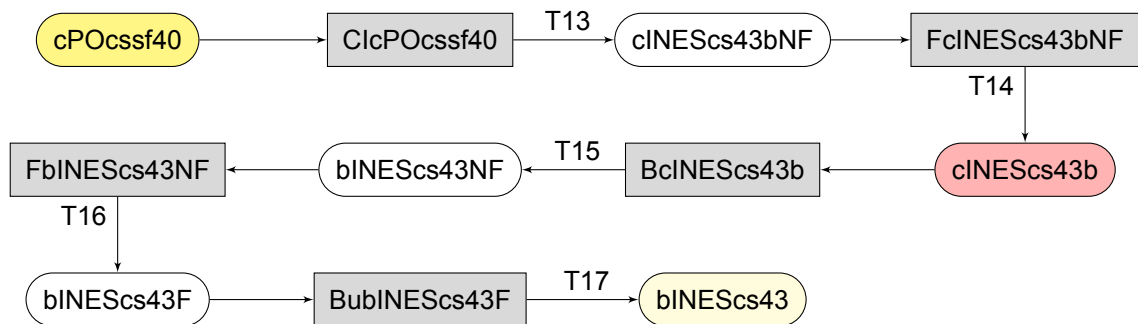 cPOcssf40
CIcPOcssf40
T13
cINEScs43bNF
FcINEScs43bNF
T14
cINEScs43b
BcINEScs43b
T15
bINEScs43NF
FbINEScs43NF
T16
bINEScs43F
BubINEScs43F
T17
bINEScs43